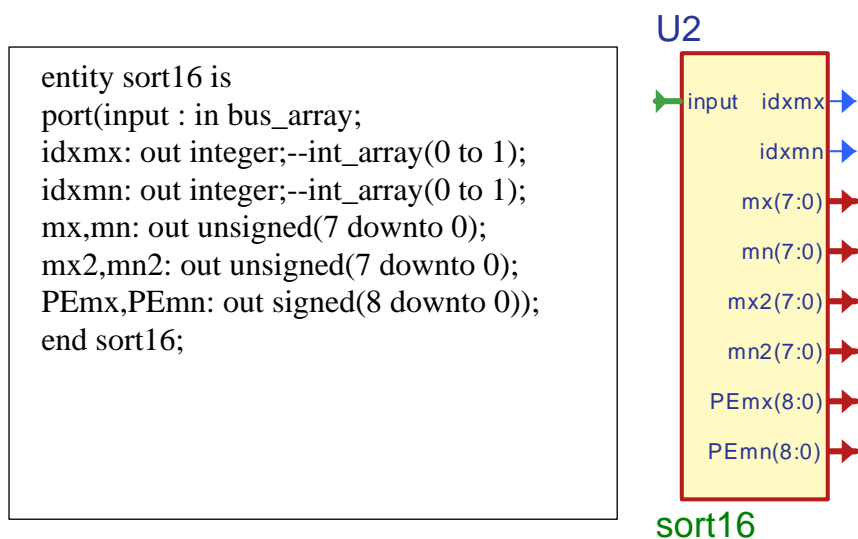 entity sort16 is
port(input : in bus_array;
idxmx: out integer;--int_array(0 to 1);
idxmn: out integer;--int_array(0 to 1);
mx,mn: out unsigned(7 downto 0);
mx2,mn2: out unsigned(7 downto 0);
PEmx,PEmn: out signed(8 downto 0));
end sort16;
U2
input idxmx
idxmn
mx(7:0)
mn(7:0)
mx2(7:0)
mn2(7:0)
PEmx(8:0)
PEmn(8:0)
sort16